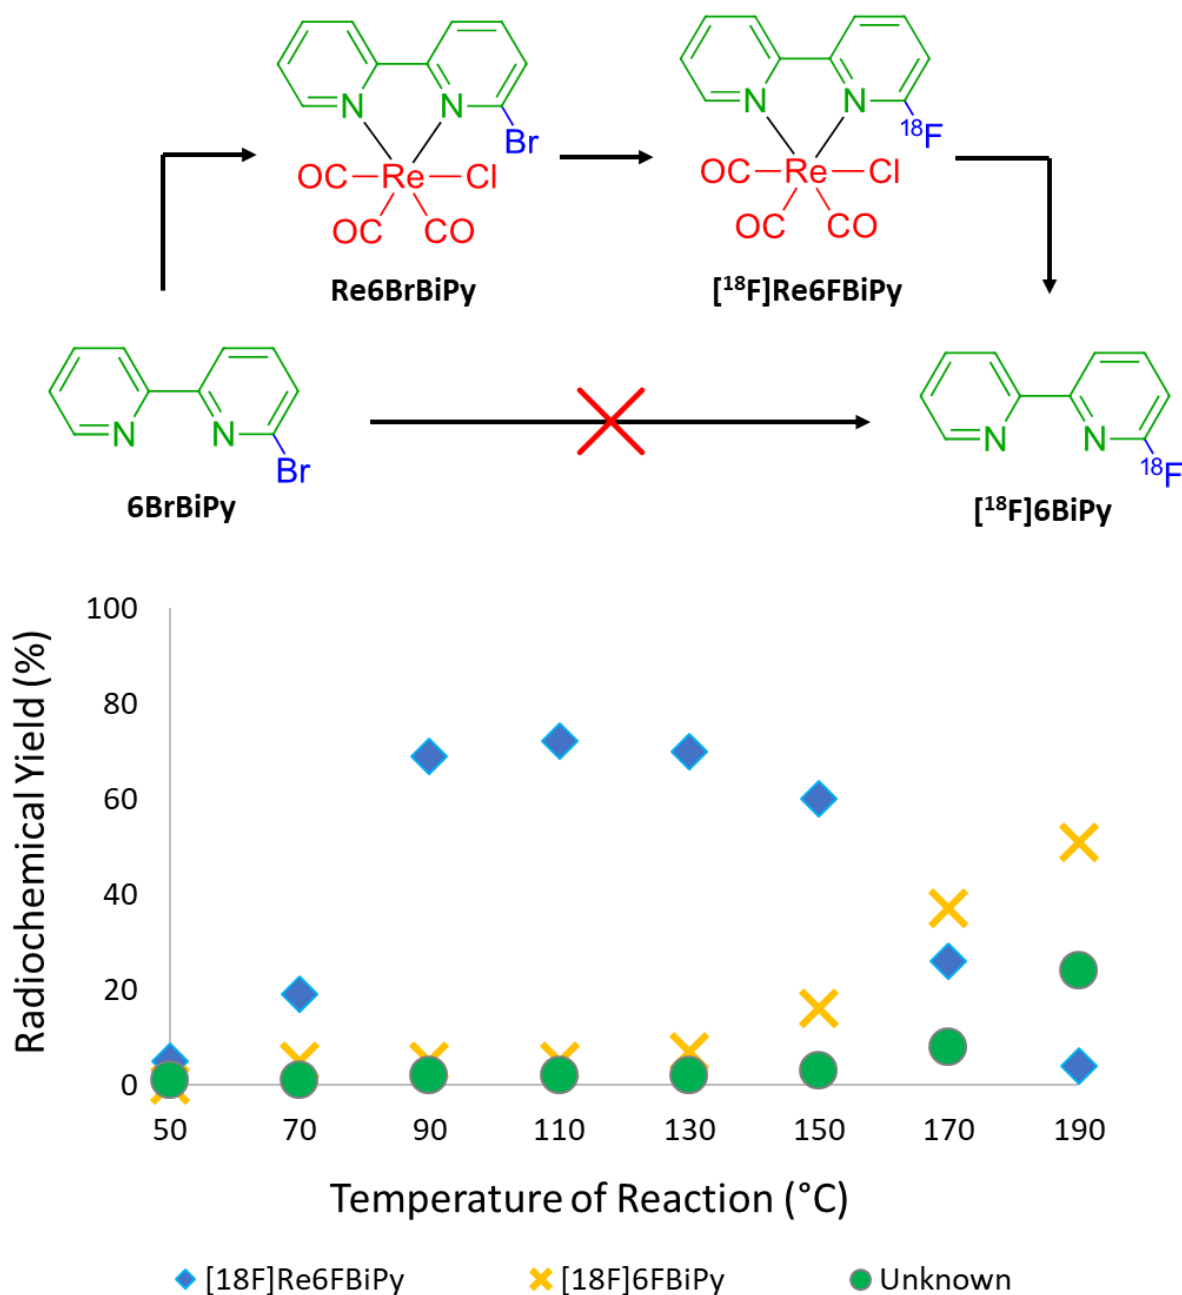 N N N N
Br 18F
OC Re Cl OC Re Cl
OC CO OC CO
Re6BrBiPy [18F]Re6FBiPy
N N N N
Br 18F
6BrBiPy [18F]6BiPy
Radiochemical Yield (%)
100
80
60
40
20
0
50 70 90 110 130 150 170 190
Temperature of Reaction (°C)
[18F]Re6FBiPy [18F]6FBiPy Unknown